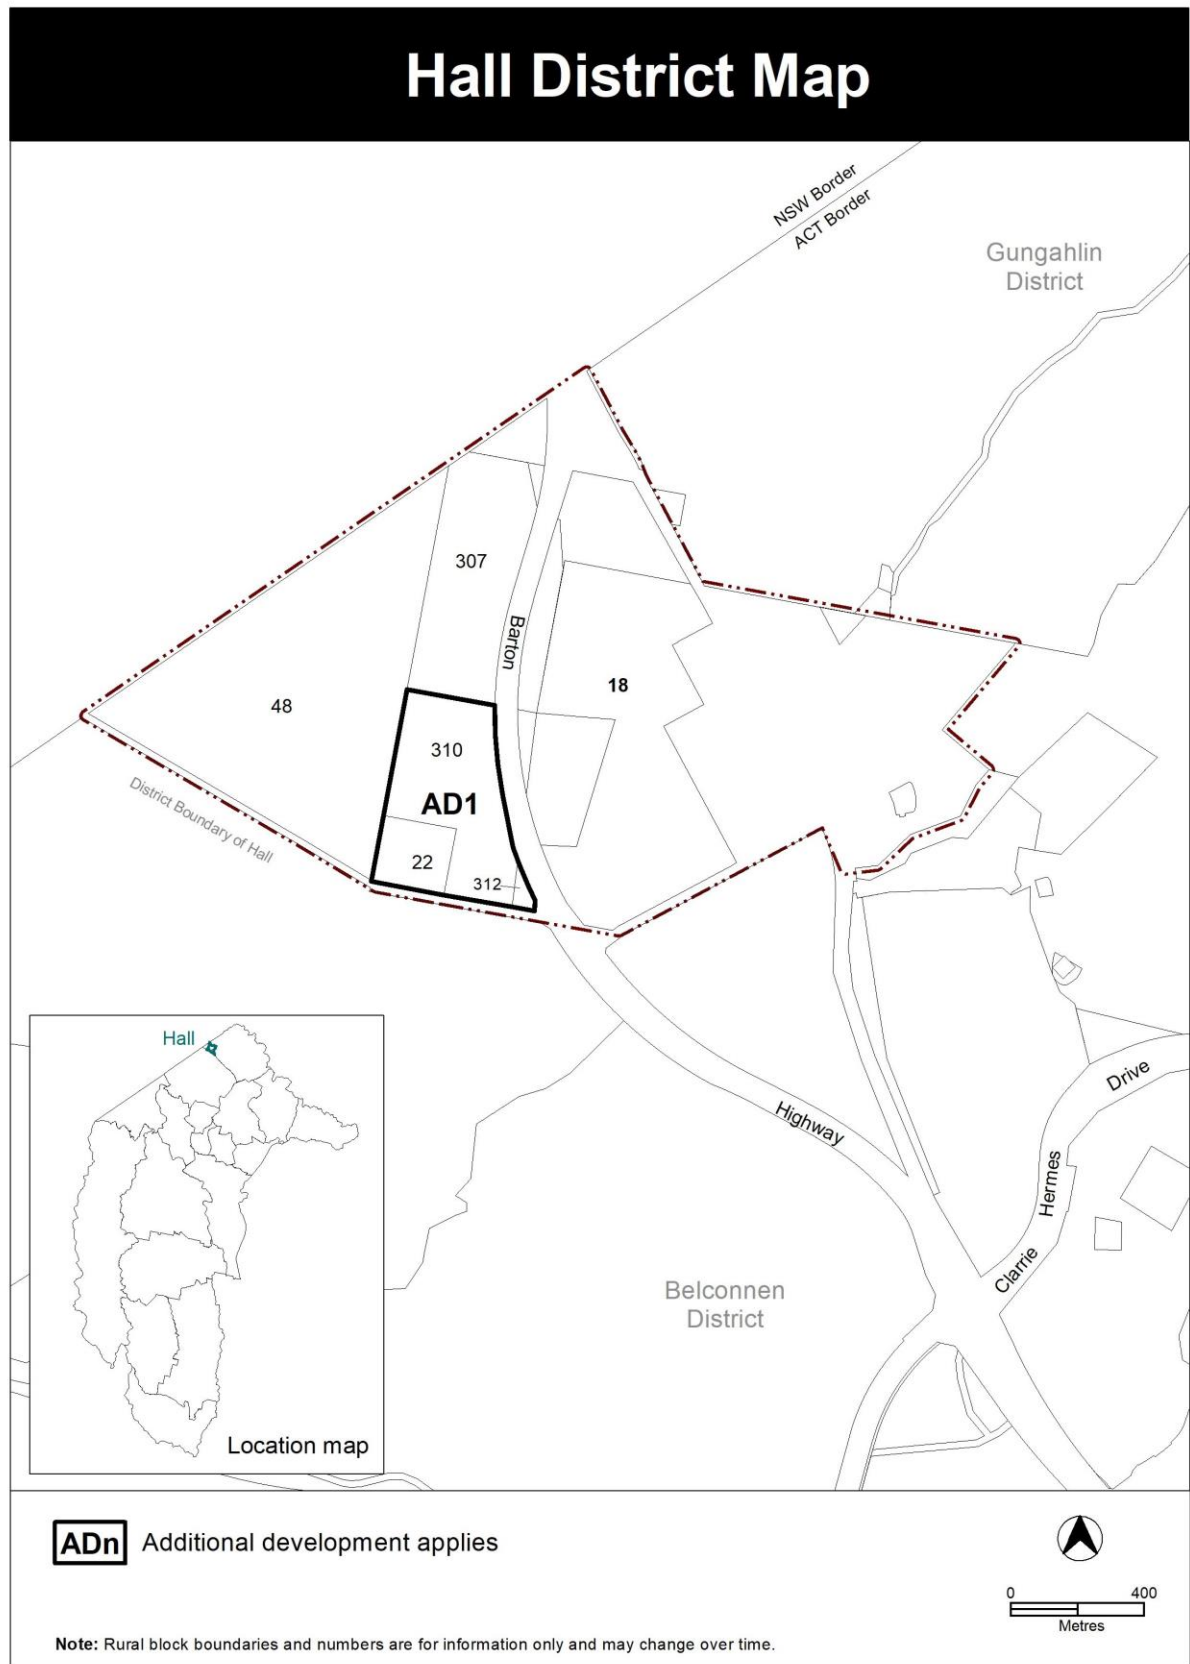 Hall District Map
NSW Border
ACT Border
Gungahlin
District
307
Barton
18
48
310
AD1
District Boundary of Hall
22
312
Hall
Drive
Highway
Hermes
Clarrie
Belconnen
District
Location map
ADn Additional development applies
0 400
Metres
Note: Rural block boundaries and numbers are for information only and may change over time.